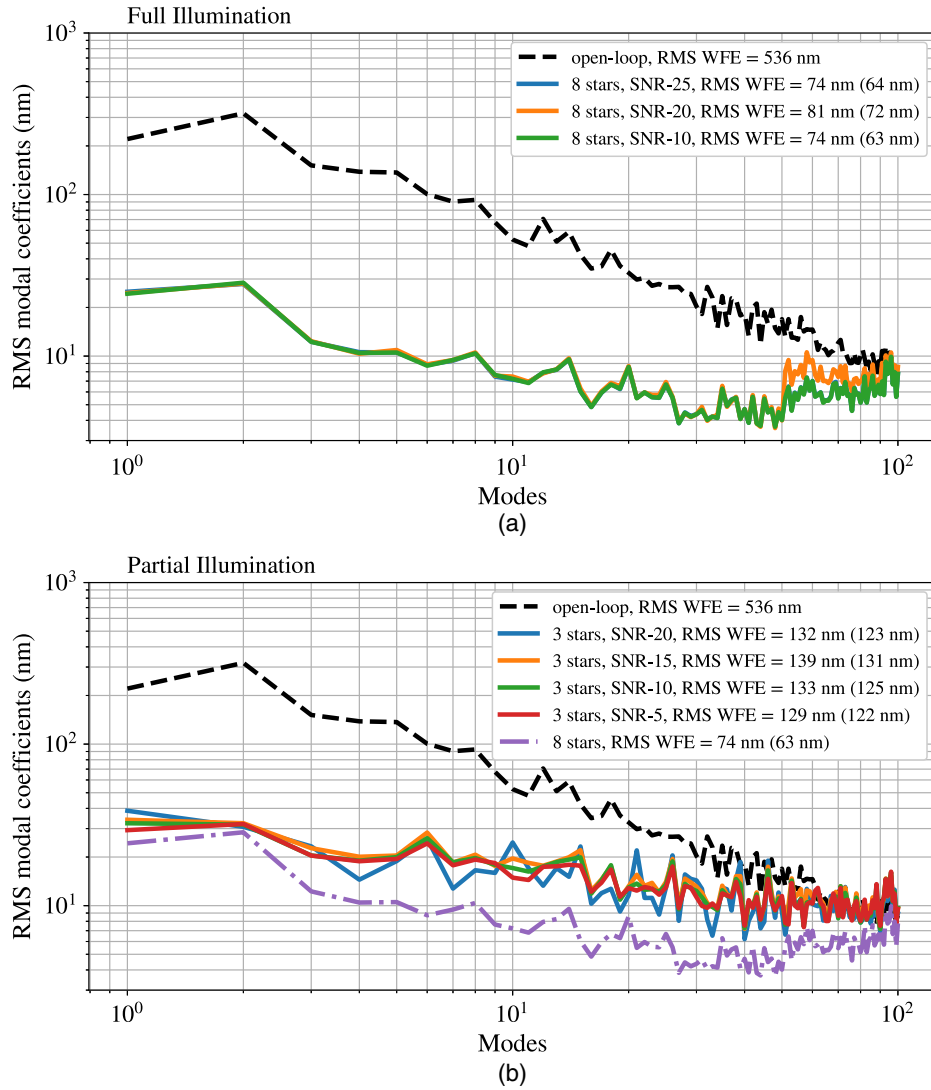 Full Illumination
10³
open-loop, RMS WFE = 536 nm
8 stars, SNR-25, RMS WFE = 74 nm (64 nm)
8 stars, SNR-20, RMS WFE = 81 nm (72 nm)
8 stars, SNR-10, RMS WFE = 74 nm (63 nm)
10²
RMS modal coefficients (nm)
10¹
10⁰ 10¹ 10²
Modes
(a)
Partial Illumination
10³
open-loop, RMS WFE = 536 nm
3 stars, SNR-20, RMS WFE = 132 nm (123 nm)
3 stars, SNR-15, RMS WFE = 139 nm (131 nm)
3 stars, SNR-10, RMS WFE = 133 nm (125 nm)
3 stars, SNR-5, RMS WFE = 129 nm (122 nm)
8 stars, RMS WFE = 74 nm (63 nm)
10²
RMS modal coefficients (nm)
10¹
10⁰ 10¹ 10²
Modes
(b)